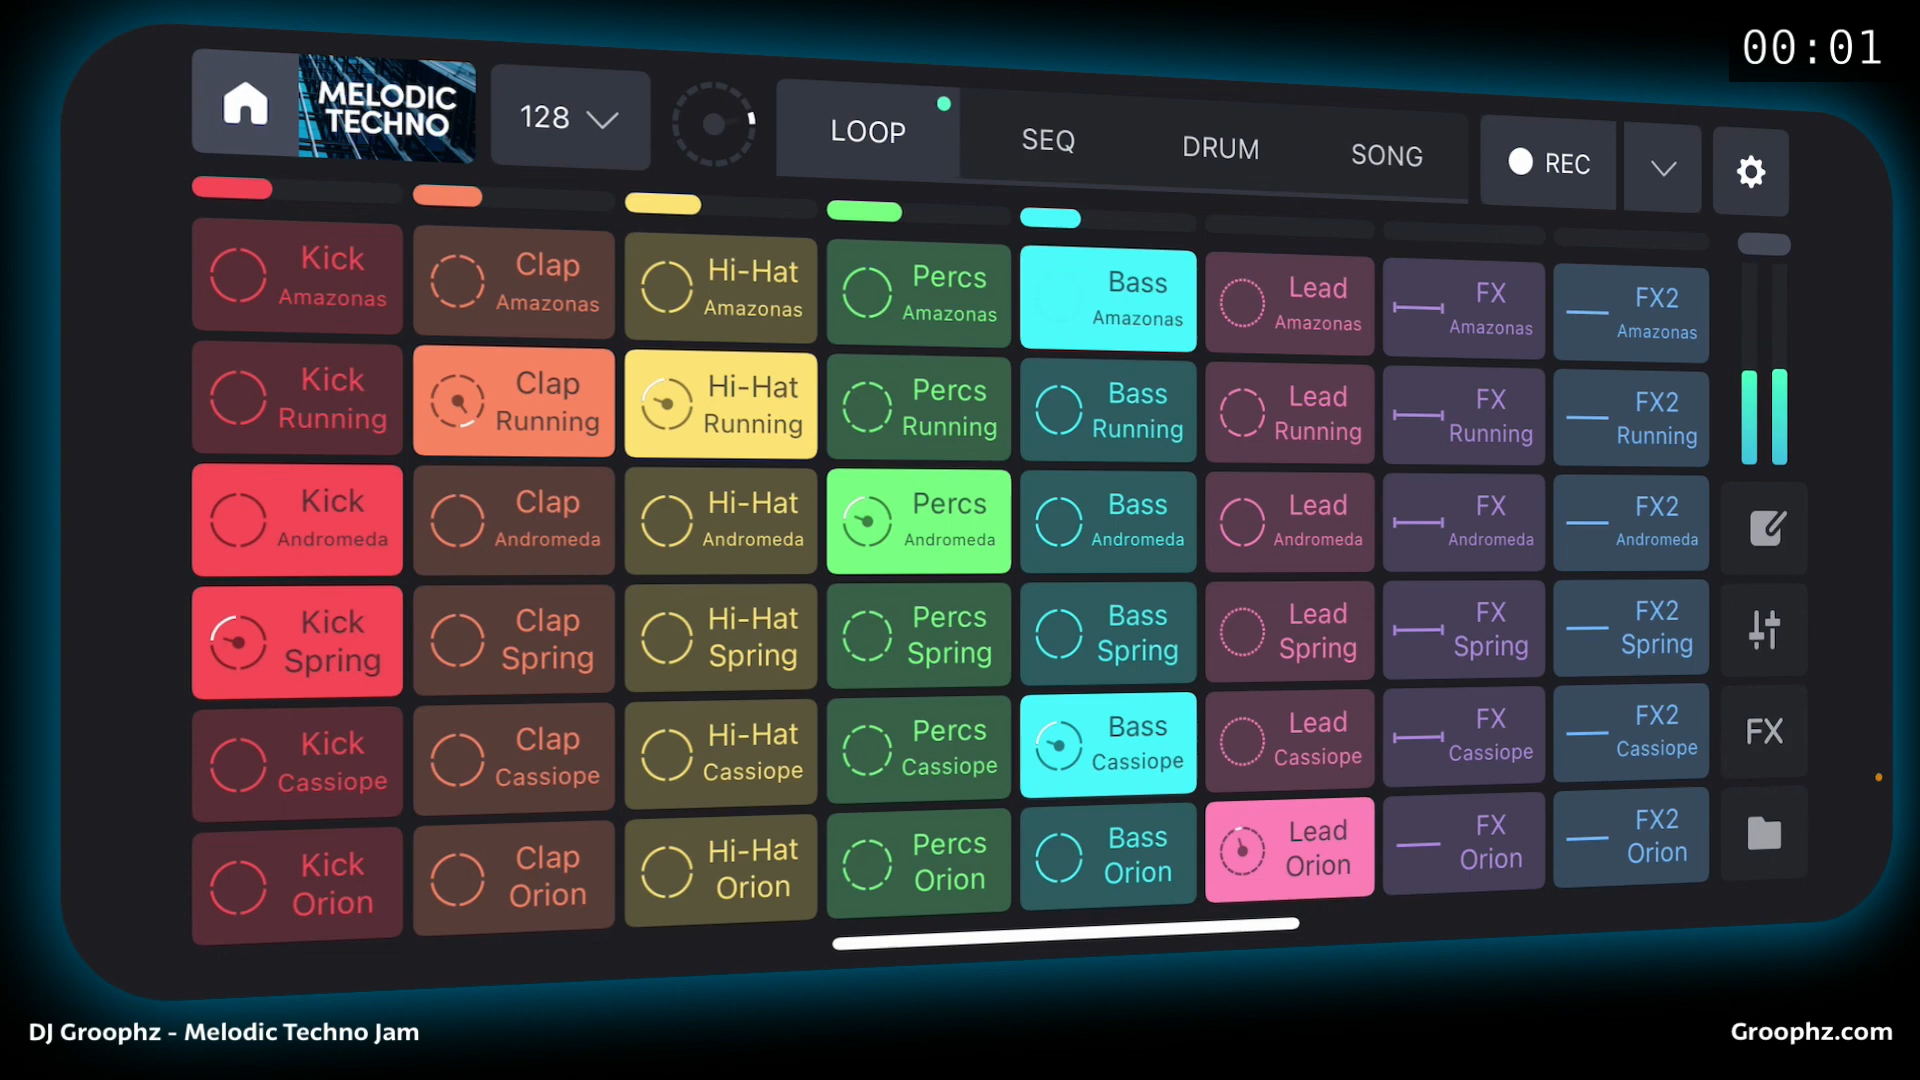 00:01
MELODIC
TECHNO
128
LOOP
SEQ
DRUM
SONG
REC
Kick
Amazonas
Clap
Amazonas
Hi-Hat
Amazonas
Percs
Amazonas
Bass
Amazonas
Lead
Amazonas
FX
Amazonas
FX2
Amazonas
Kick
Running
Clap
Running
Hi-Hat
Running
Percs
Running
Bass
Running
Lead
Running
FX
Running
FX2
Running
Kick
Andromeda
Clap
Andromeda
Hi-Hat
Andromeda
Percs
Andromeda
Bass
Andromeda
Lead
Andromeda
FX
Andromeda
FX2
Andromeda
Kick
Spring
Clap
Spring
Hi-Hat
Spring
Percs
Spring
Bass
Spring
Lead
Spring
FX
Spring
FX2
Spring
Kick
Cassiope
Clap
Cassiope
Hi-Hat
Cassiope
Percs
Cassiope
Bass
Cassiope
Lead
Cassiope
FX
Cassiope
FX2
Cassiope
FX
Kick
Orion
Clap
Orion
Hi-Hat
Orion
Percs
Orion
Bass
Orion
Lead
Orion
FX
Orion
FX2
Orion
DJ Groophz - Melodic Techno Jam
Groophz.com